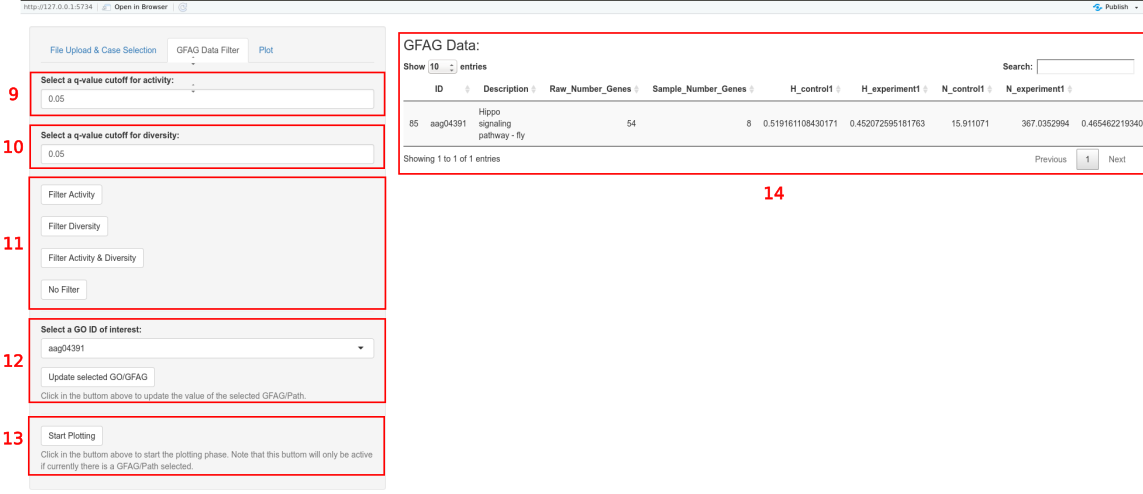 http://127.0.0.1:5734 Open in Browser Publish
File Upload & Case Selection GFAG Data Filter Plot
9
Select a q-value cutoff for activity:
0.05
10
Select a q-value cutoff for diversity:
0.05
11
Filter Activity
Filter Diversity
Filter Activity & Diversity
No Filter
12
Select a GO ID of interest:
aag04391
Update selected GO/GFAG
Click in the buttom above to update the value of the selected GFAG/Path.
13
Start Plotting
Click in the buttom above to start the plotting phase. Note that this buttom will only be active
if currently there is a GFAG/Path selected.
GFAG Data:
Show 10 entries Search:
ID Description Raw_Number_Genes Sample_Number_Genes H_control1 H_experiment1 N_control1 N_experiment1
85 aag04391 Hippo signaling pathway - fly 54 8 0.519161108430171 0.452072595181763 15.911071 367.0352994 0.465462219340
Showing 1 to 1 of 1 entries Previous 1 Next
14